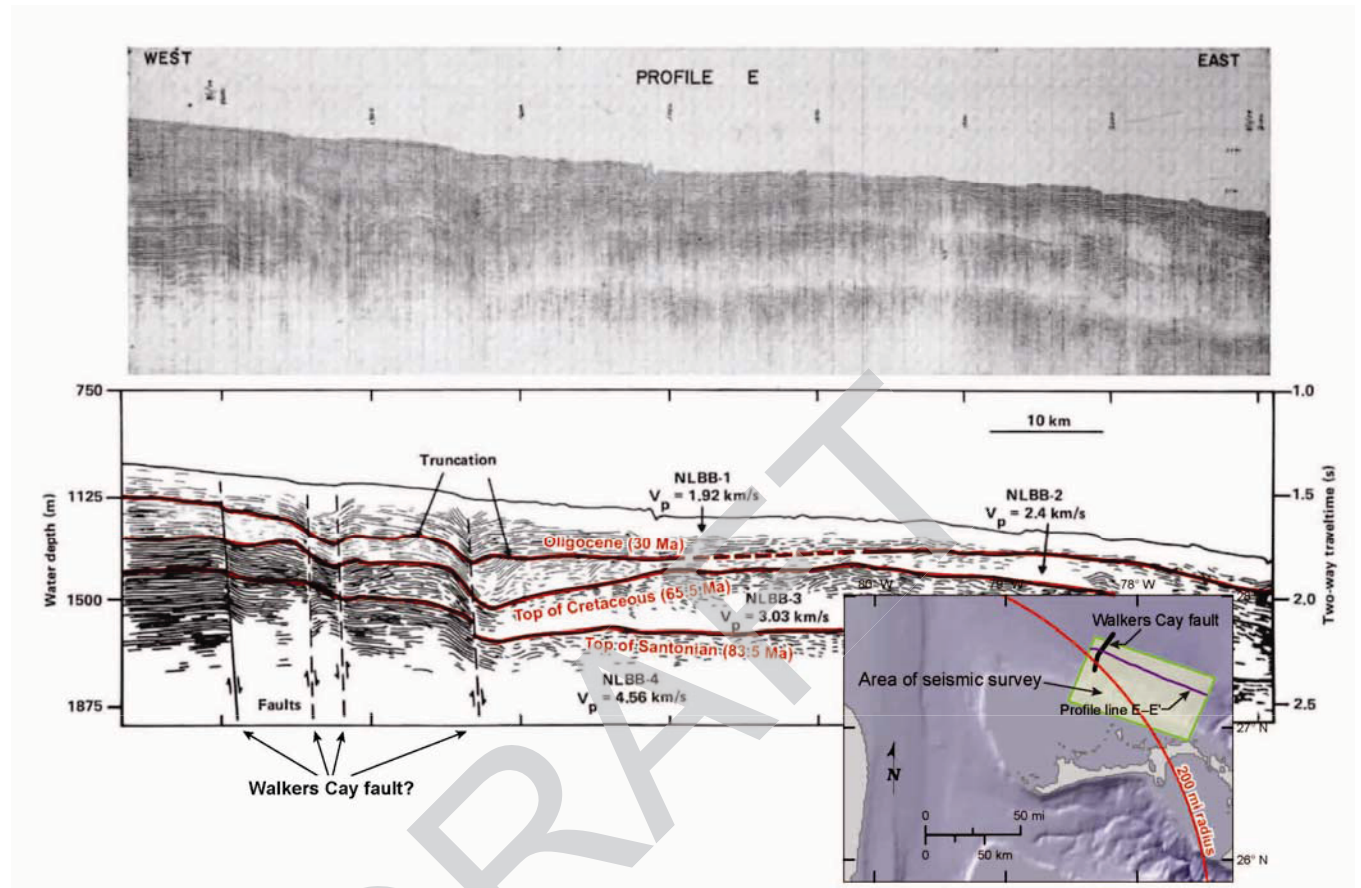 WEST
EAST
PROFILE E
750
1.0
10 km
Truncation
NLBB-1
Vp = 1.92 km/s
NLBB-2
Vp = 2.4 km/s
1125
1.5
Oligocene (30 Ma)
Water depth (m)
Two-way traveltime (s)
1500
2.0
Top of Cretaceous (65.5 Ma)
NLBB-3
Vp = 3.03 km/s
Top of Santonian (83.5 Ma)
NLBB-4
Vp = 4.56 km/s
1875
2.5
Faults
Walkers Cay fault?
80° W
79° W
78° W
Walkers Cay fault
Area of seismic survey
Profile line E–E'
27° N
N
200 mi radius
0
50 mi
0
50 km
26° N
DRAFT